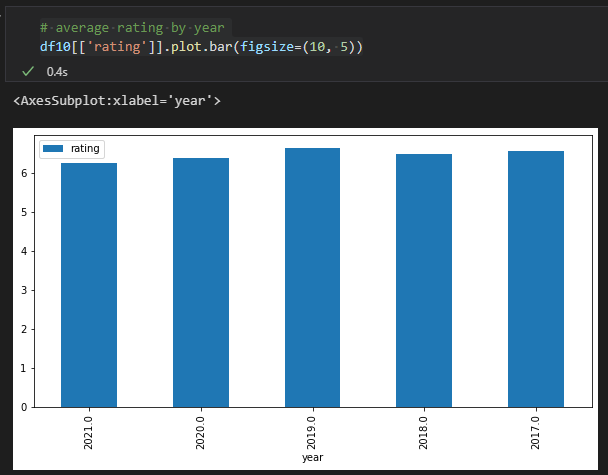 # average rating by year
df10[['rating']].plot.bar(figsize=(10, 5))
0.4s
<AxesSubplot:xlabel='year'>
rating
6
5
4
3
2
1
0
2021.0
2020.0
2019.0
2018.0
2017.0
year